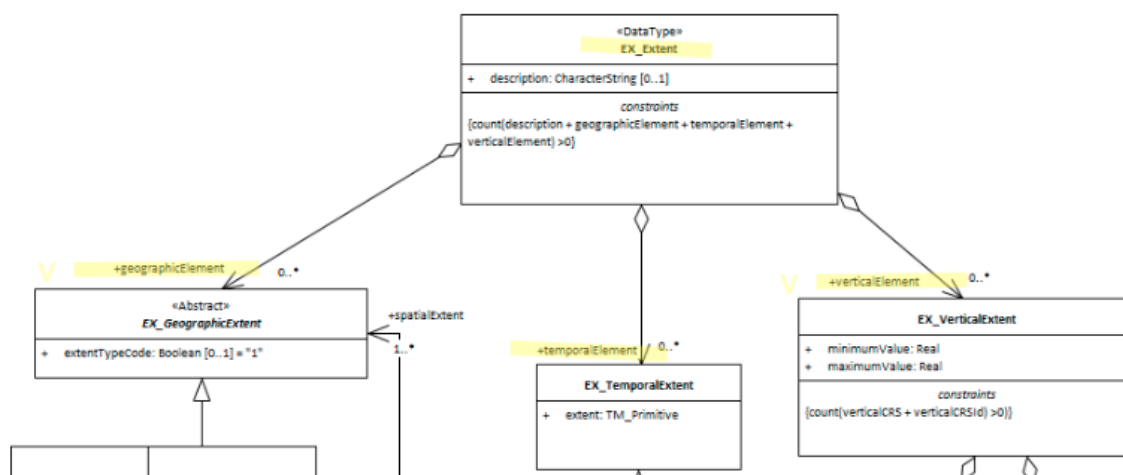 «DataType»
EX_Extent
+ description: CharacterString [0..1]
constraints
{count(description + geographicElement + temporalElement +
verticalElement) >0}
+geographicElement
0..*
«Abstract»
EX_GeographicExtent
+ extentTypeCode: Boolean [0..1] = "1"
+spatialExtent
1..*
+temporalElement
0..*
EX_TemporalExtent
+ extent: TM_Primitive
+verticalElement
0..*
EX_VerticalExtent
+ minimumValue: Real
+ maximumValue: Real
constraints
{count(verticalCRS + verticalCRSId) >0)}